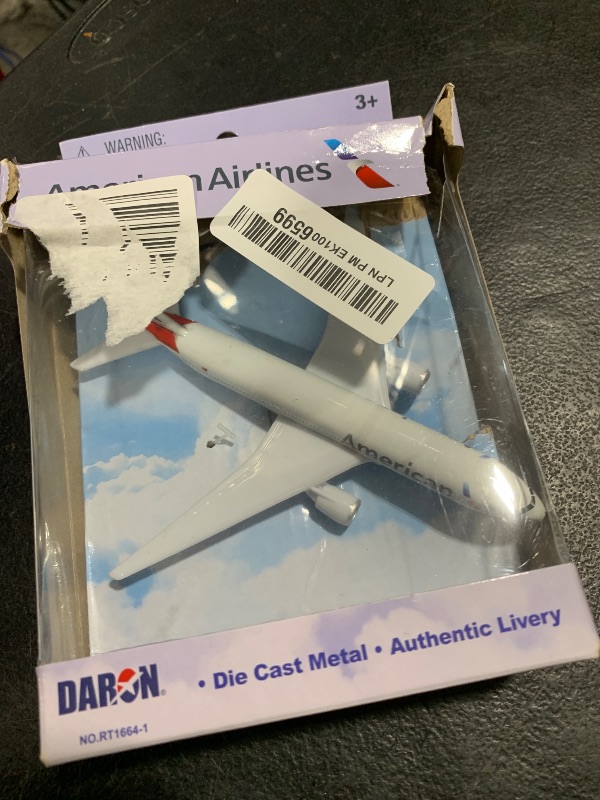 3+
WARNING:
American Airlines
LPN PM EK1006599
American
DARON
• Die Cast Metal • Authentic Livery
NO.RT1664-1